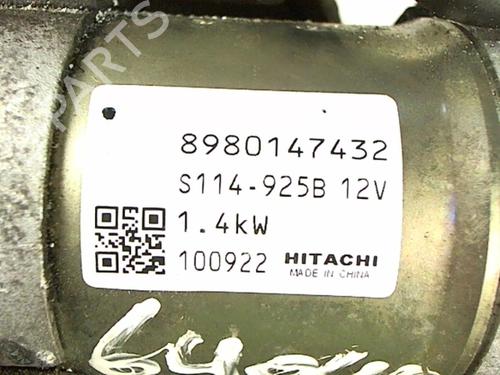 PARTS
8980147432
S114-925B 12V
1.4kW
100922 HITACHI
MADE IN CHINA